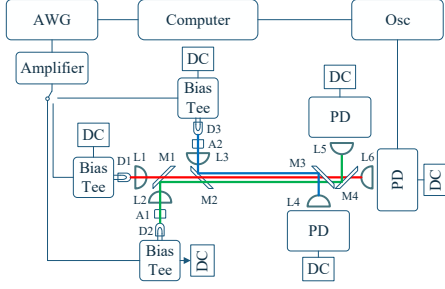 AWG
Computer
Osc
Amplifier
DC
Bias
Tee
DC
PD
DC
Bias
Tee
D1
L1
M1
D3
A2
L3
M2
L2
A1
D2
Bias
Tee
DC
M3
L5
L6
M4
L4
PD
DC
PD
DC